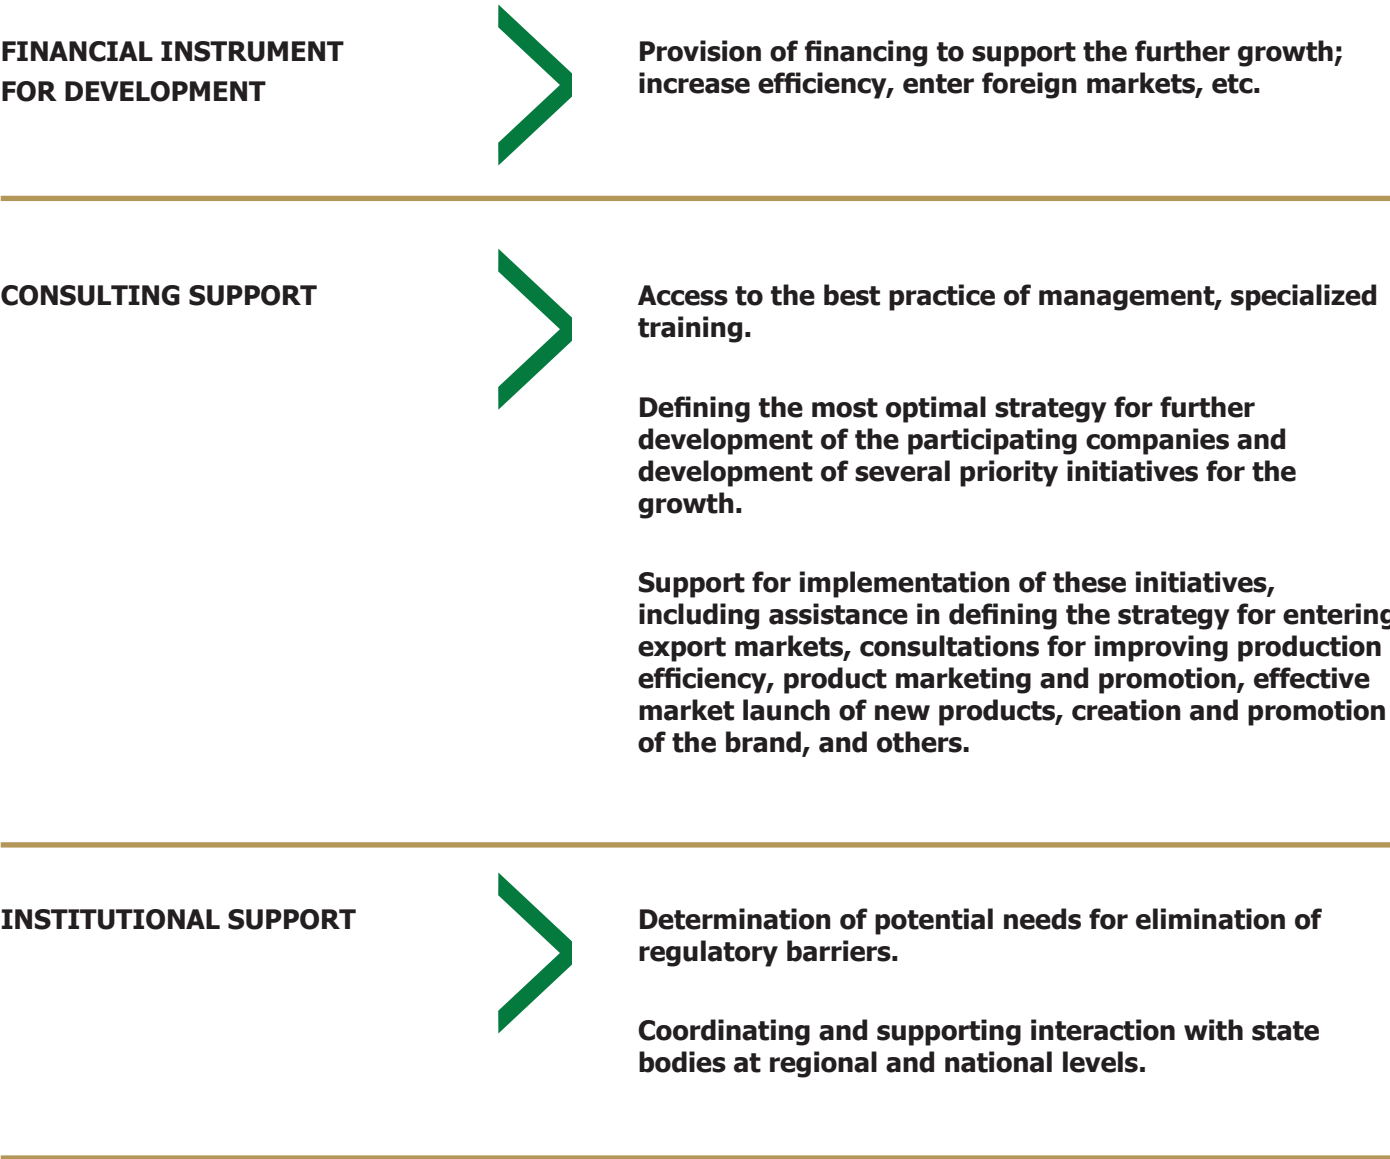 FINANCIAL INSTRUMENT
FOR DEVELOPMENT
Provision of financing to support the further growth;
increase efficiency, enter foreign markets, etc.
CONSULTING SUPPORT
Access to the best practice of management, specialized
training.
Defining the most optimal strategy for further
development of the participating companies and
development of several priority initiatives for the
growth.
Support for implementation of these initiatives,
including assistance in defining the strategy for entering
export markets, consultations for improving production
efficiency, product marketing and promotion, effective
market launch of new products, creation and promotion
of the brand, and others.
INSTITUTIONAL SUPPORT
Determination of potential needs for elimination of
regulatory barriers.
Coordinating and supporting interaction with state
bodies at regional and national levels.